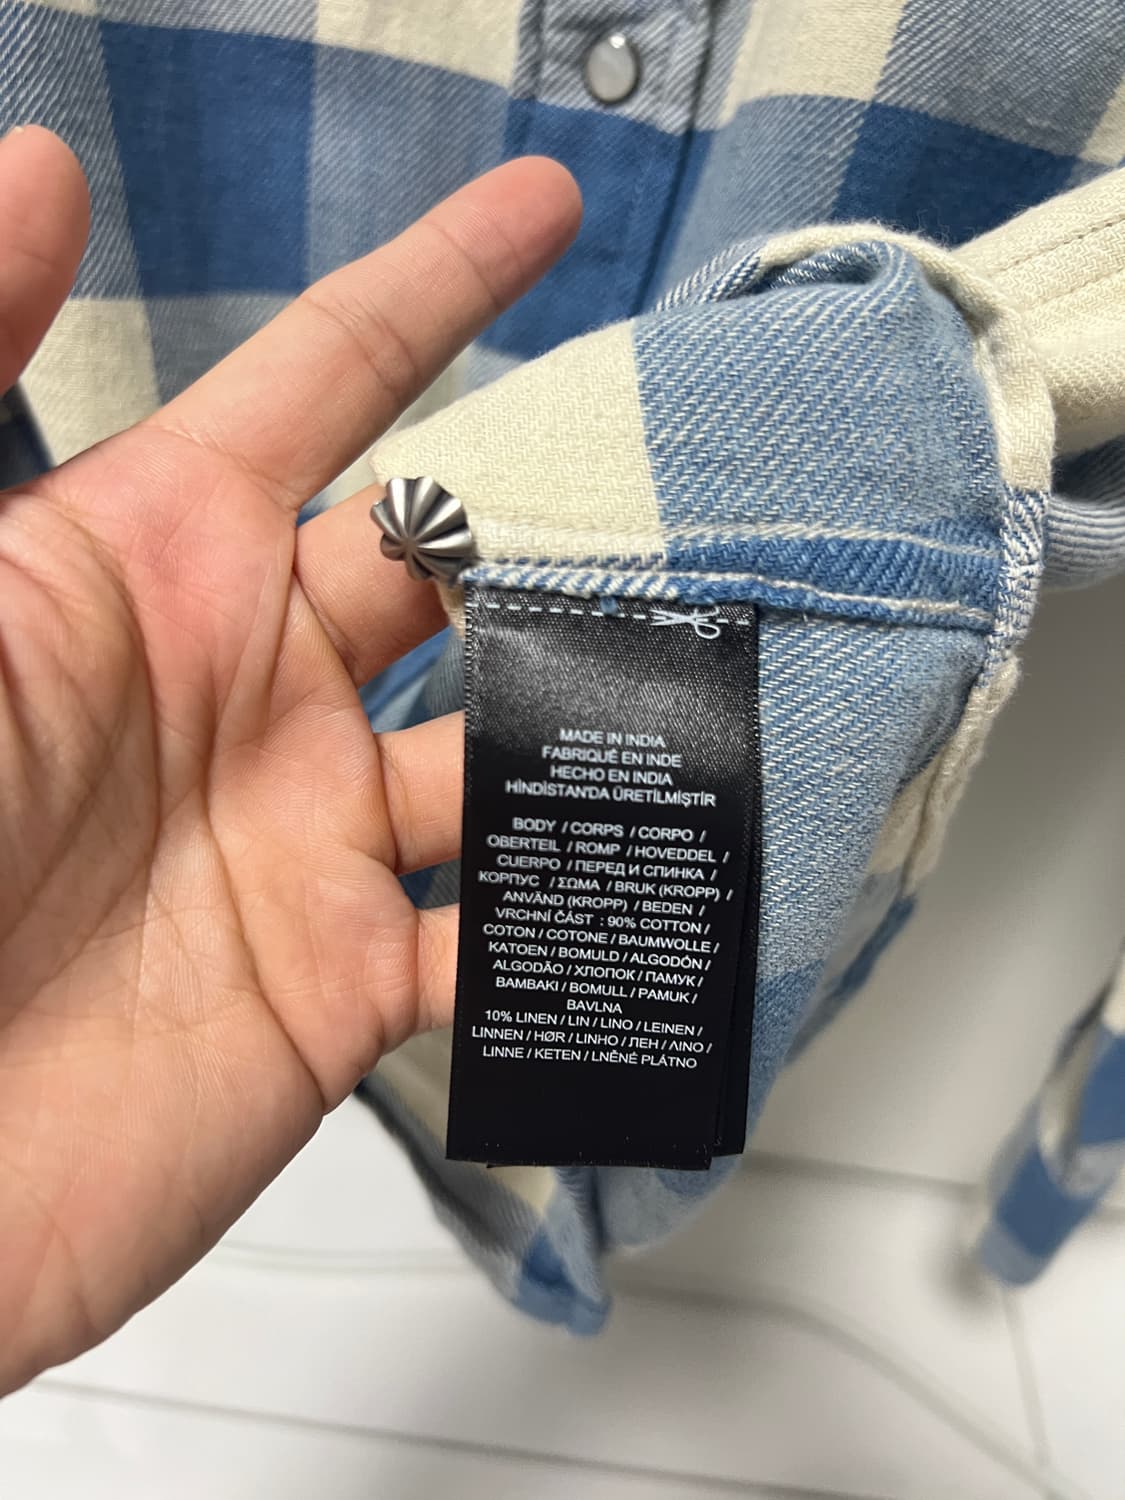 MADE IN INDIA
FABRIQUÉ EN INDE
HECHO EN INDIA
HİNDİSTAN'DA ÜRETİLMİŞTİR
BODY / CORPS / CORPO /
OBERTEIL / ROMP / HOVEDDEL /
CUERPO / ПЕРЕД И СПИНКА /
КОРПУС / ΣΩΜΑ / BRUK (KROPP) /
ANVÄND (KROPP) / BEDEN /
VRCHNÍ ČÁST : 90% COTTON /
COTON / COTONE / BAUMWOLLE /
KATOEN / BOMULD / ALGODÓN /
ALGODÃO / ХЛОПОК / ПАМУК /
BAMBAKI / BOMULL / PAMUK /
BAVLNA
10% LINEN / LIN / LINO / LEINEN /
LINNEN / HØR / LINHO / ЛЕН / ΛΙΝΟ /
LINNE / KETEN / LNĚNÉ PLÁTNO